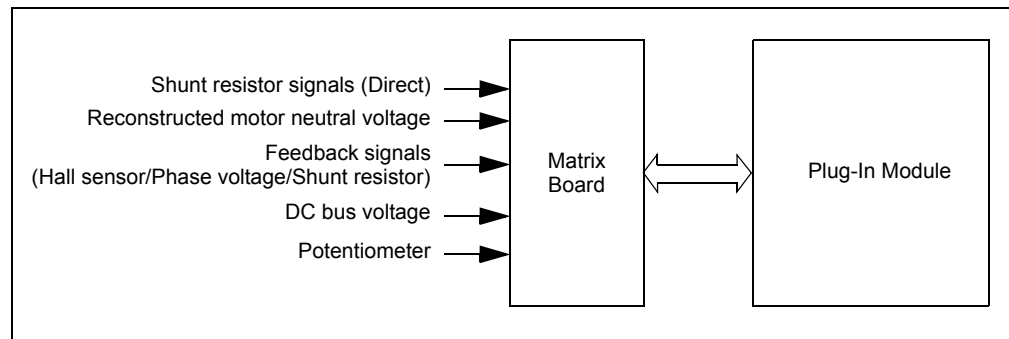 Shunt resistor signals (Direct)
Reconstructed motor neutral voltage
Feedback signals
(Hall sensor/Phase voltage/Shunt resistor)
DC bus voltage
Potentiometer
Matrix
Board
Plug-In Module